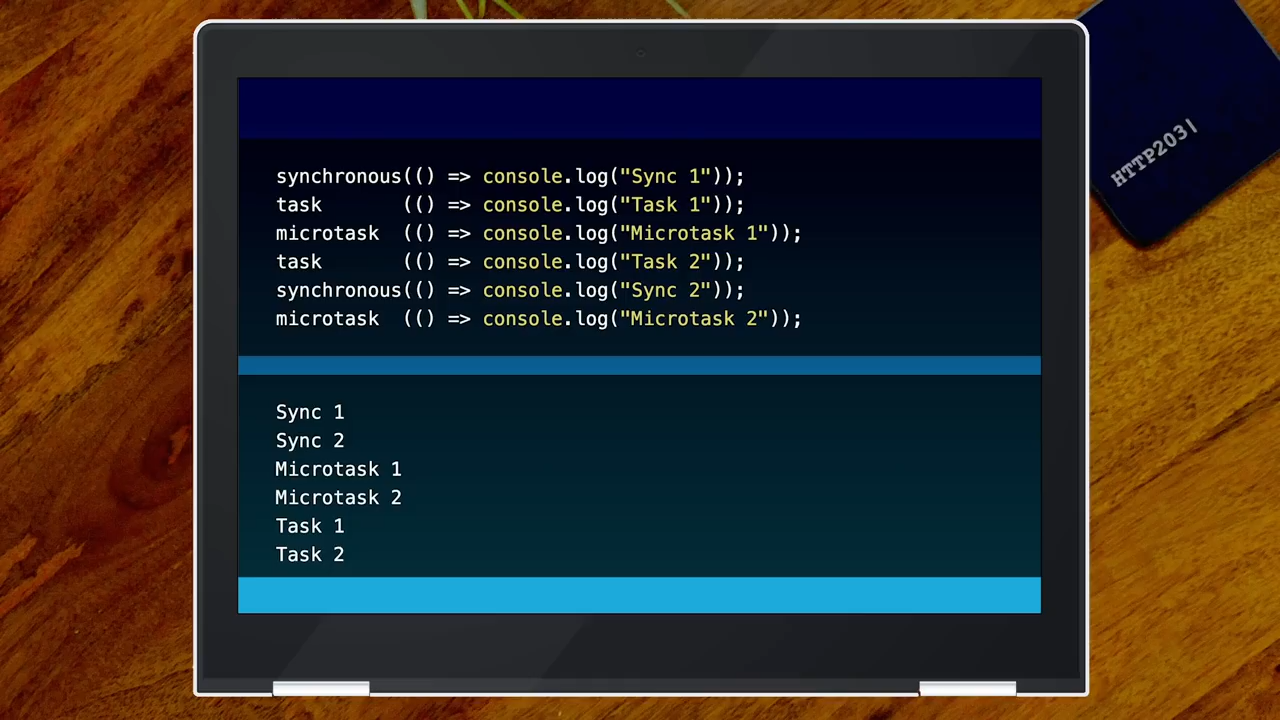 synchronous(() => console.log("Sync 1"));
task       (() => console.log("Task 1"));
microtask  (() => console.log("Microtask 1"));
task       (() => console.log("Task 2"));
synchronous(() => console.log("Sync 2"));
microtask  (() => console.log("Microtask 2"));
Sync 1
Sync 2
Microtask 1
Microtask 2
Task 1
Task 2
HTTP203|